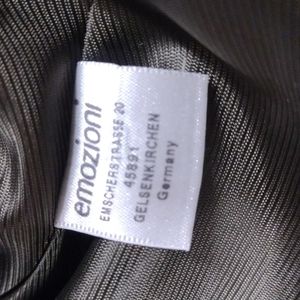 emozioni
EMSCHERSTRASSE 20
45891
GELSENKIRCHEN
Germany